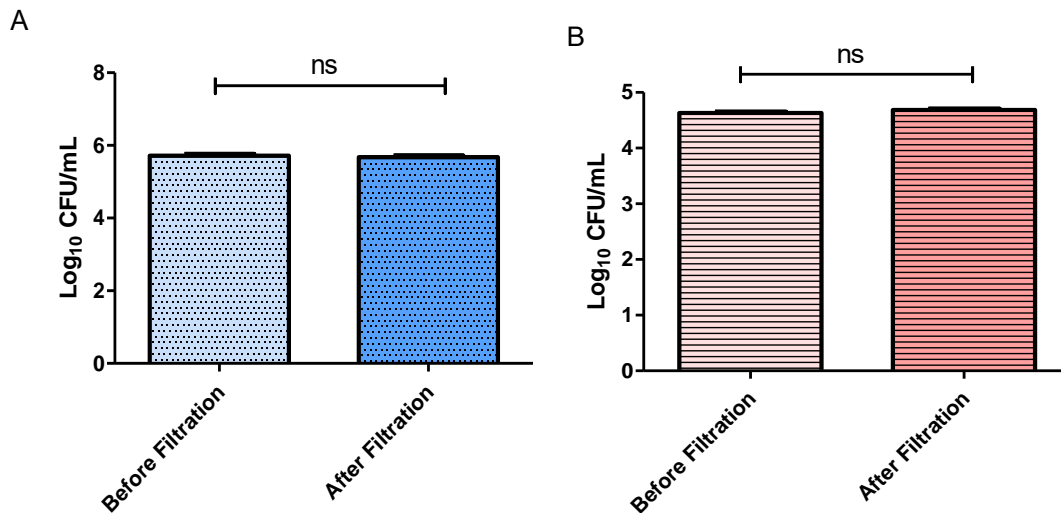 A
ns
Log₁₀ CFU/mL
8
6
4
2
0
Before Filtration
After Filtration
B
ns
Log₁₀ CFU/mL
5
4
3
2
1
0
Before Filtration
After Filtration